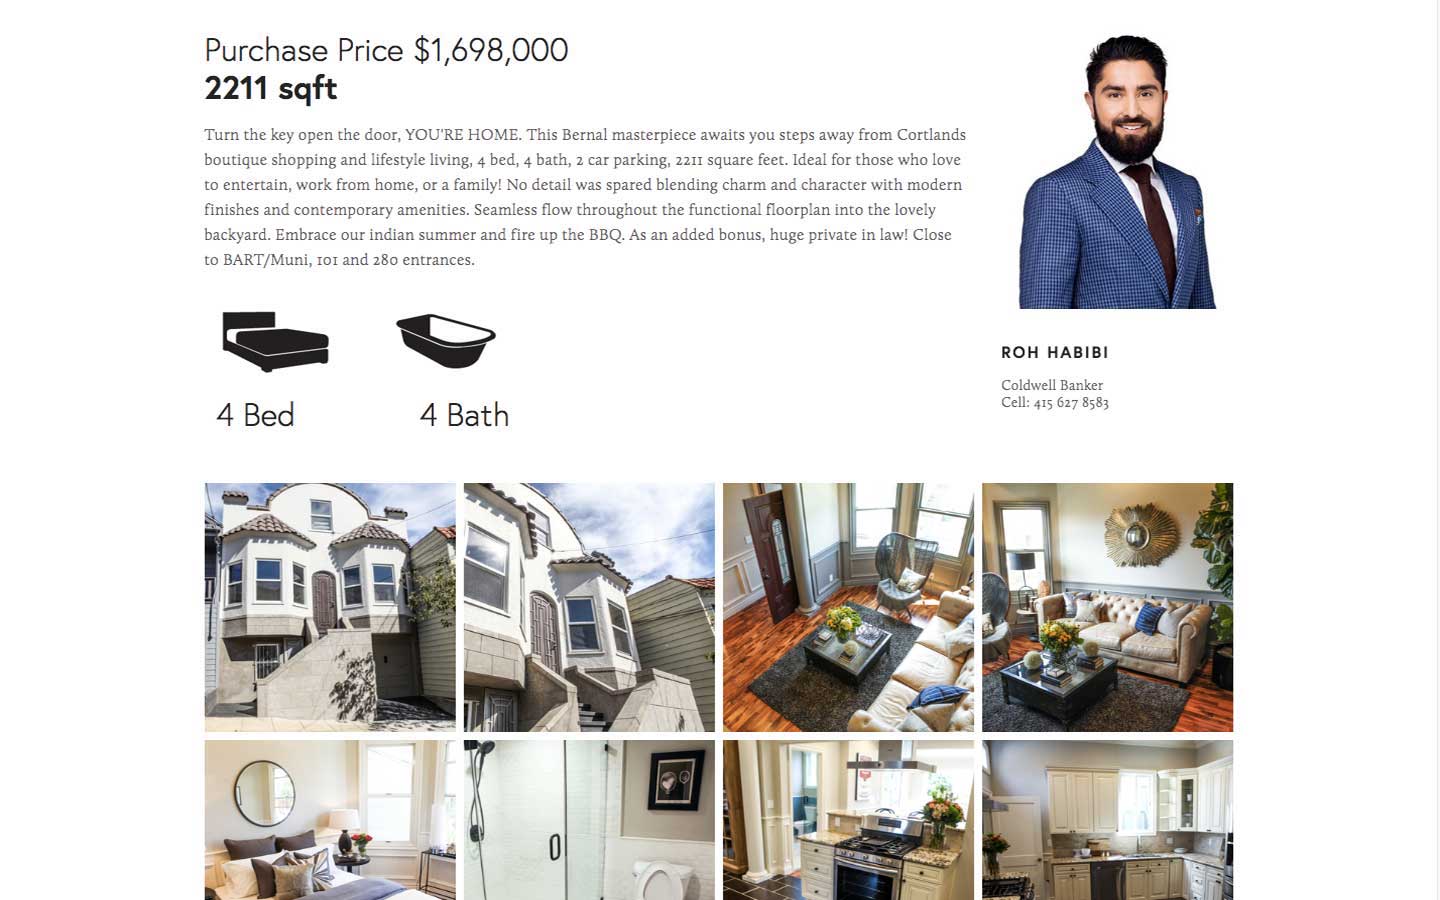 Purchase Price $1,698,000
2211 sqft
Turn the key open the door, YOU'RE HOME. This Bernal masterpiece awaits you steps away from Cortlands
boutique shopping and lifestyle living, 4 bed, 4 bath, 2 car parking, 2211 square feet. Ideal for those who love
to entertain, work from home, or a family! No detail was spared blending charm and character with modern
finishes and contemporary amenities. Seamless flow throughout the functional floorplan into the lovely
backyard. Embrace our indian summer and fire up the BBQ. As an added bonus, huge private in law! Close
to BART/Muni, 101 and 280 entrances.
4 Bed
4 Bath
ROH HABIBI
Coldwell Banker
Cell: 415 627 8583